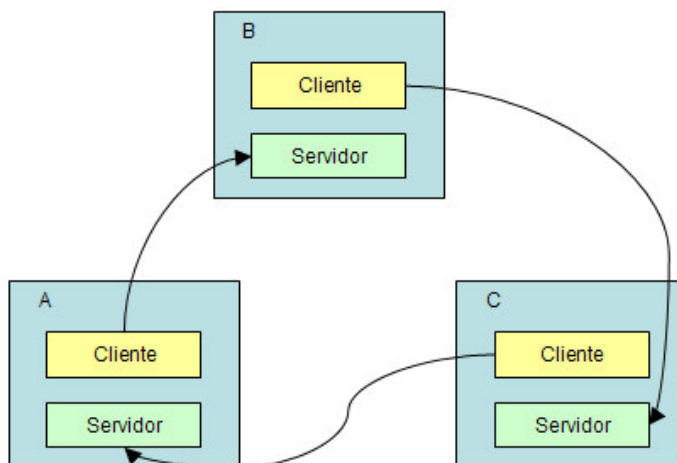 B
Cliente
Servidor
A
Cliente
Servidor
C
Cliente
Servidor